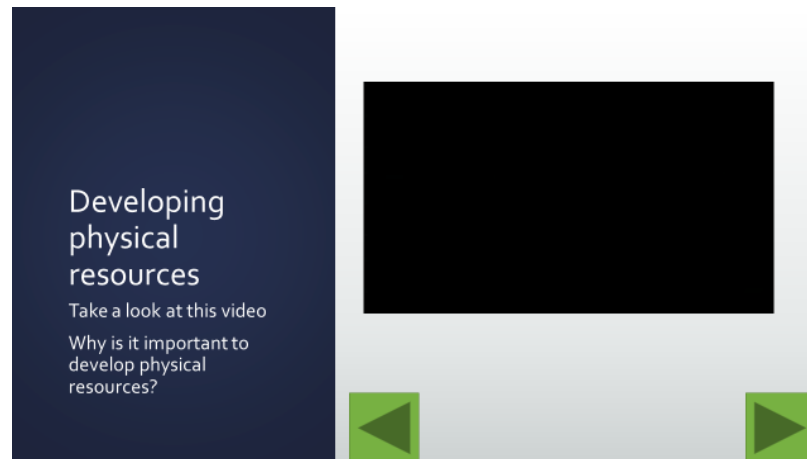 Developing
physical
resources
Take a look at this video
Why is it important to
develop physical
resources?